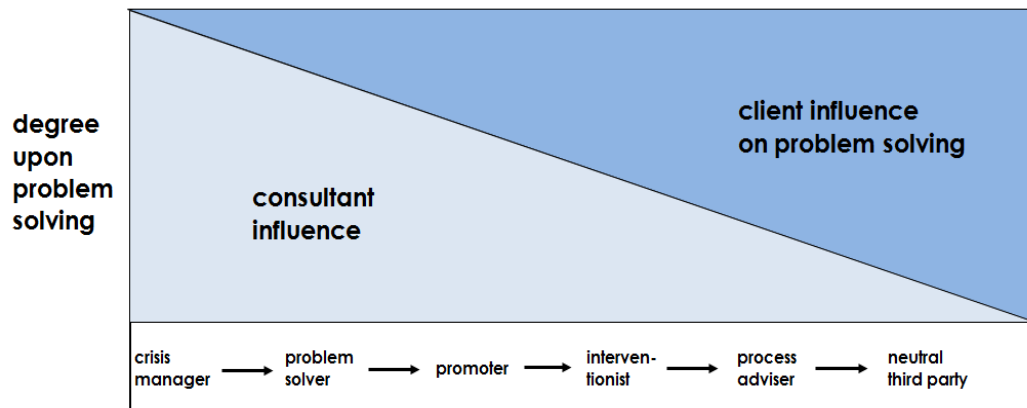 degree
upon
problem
solving
client influence
on problem solving
consultant
influence
crisis
manager
problem
solver
promoter
interven-
tionist
process
adviser
neutral
third party